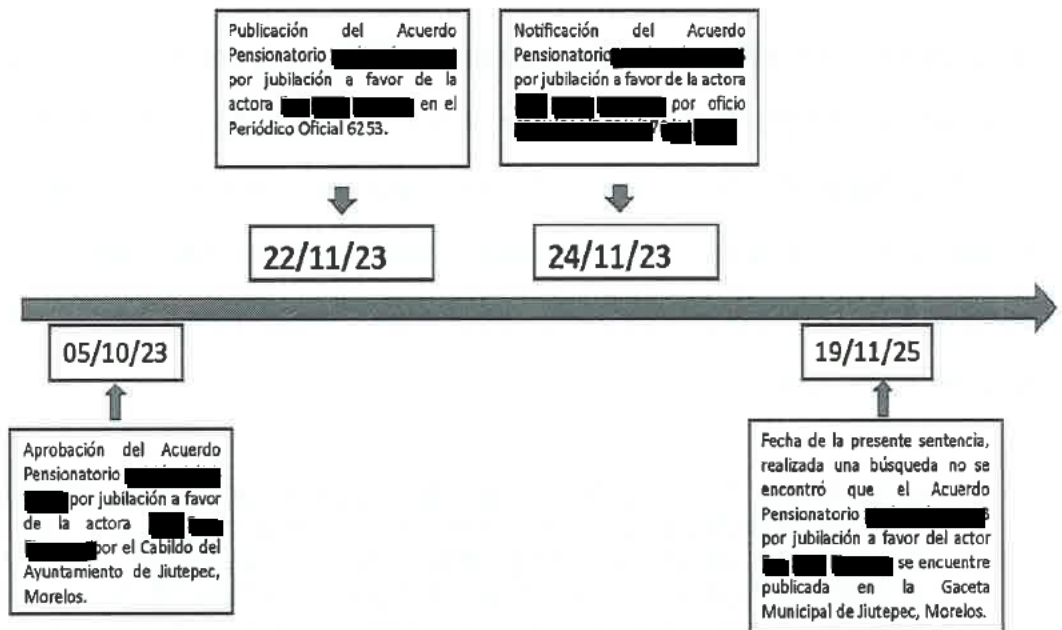 Publicación del Acuerdo
Pensionatorio
por jubilación a favor de la
actora en el
Periódico Oficial 6253.
Notificación del Acuerdo
Pensionatorio
por jubilación a favor de la actora
por oficio
22/11/23
24/11/23
05/10/23
19/11/25
Aprobación del Acuerdo
Pensionatorio
por jubilación a favor
de la actora
por el Cabildo del
Ayuntamiento de Jiutepec,
Morelos.
Fecha de la presente sentencia,
realizada una búsqueda no se
encontró que el Acuerdo
Pensionatorio
por jubilación a favor del actor
se encuentre
publicada en la Gaceta
Municipal de Jiutepec, Morelos.